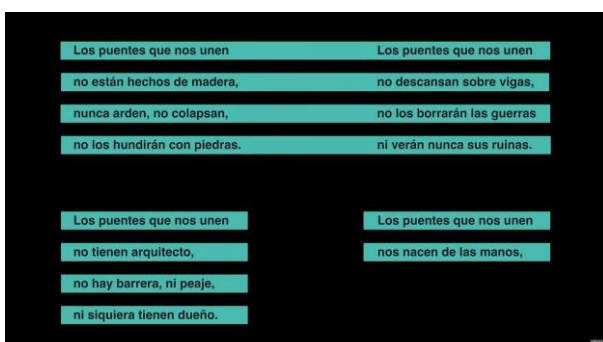 Los puentes que nos unen
no están hechos de madera,
nunca arden, no colapsan,
no los hundirán con piedras.
Los puentes que nos unen
no descansan sobre vigas,
no los borrarán las guerras
ni verán nunca sus ruinas.
Los puentes que nos unen
no tienen arquitecto,
no hay barrera, ni peaje,
ni siquiera tienen dueño.
Los puentes que nos unen
nos nacen de las manos,